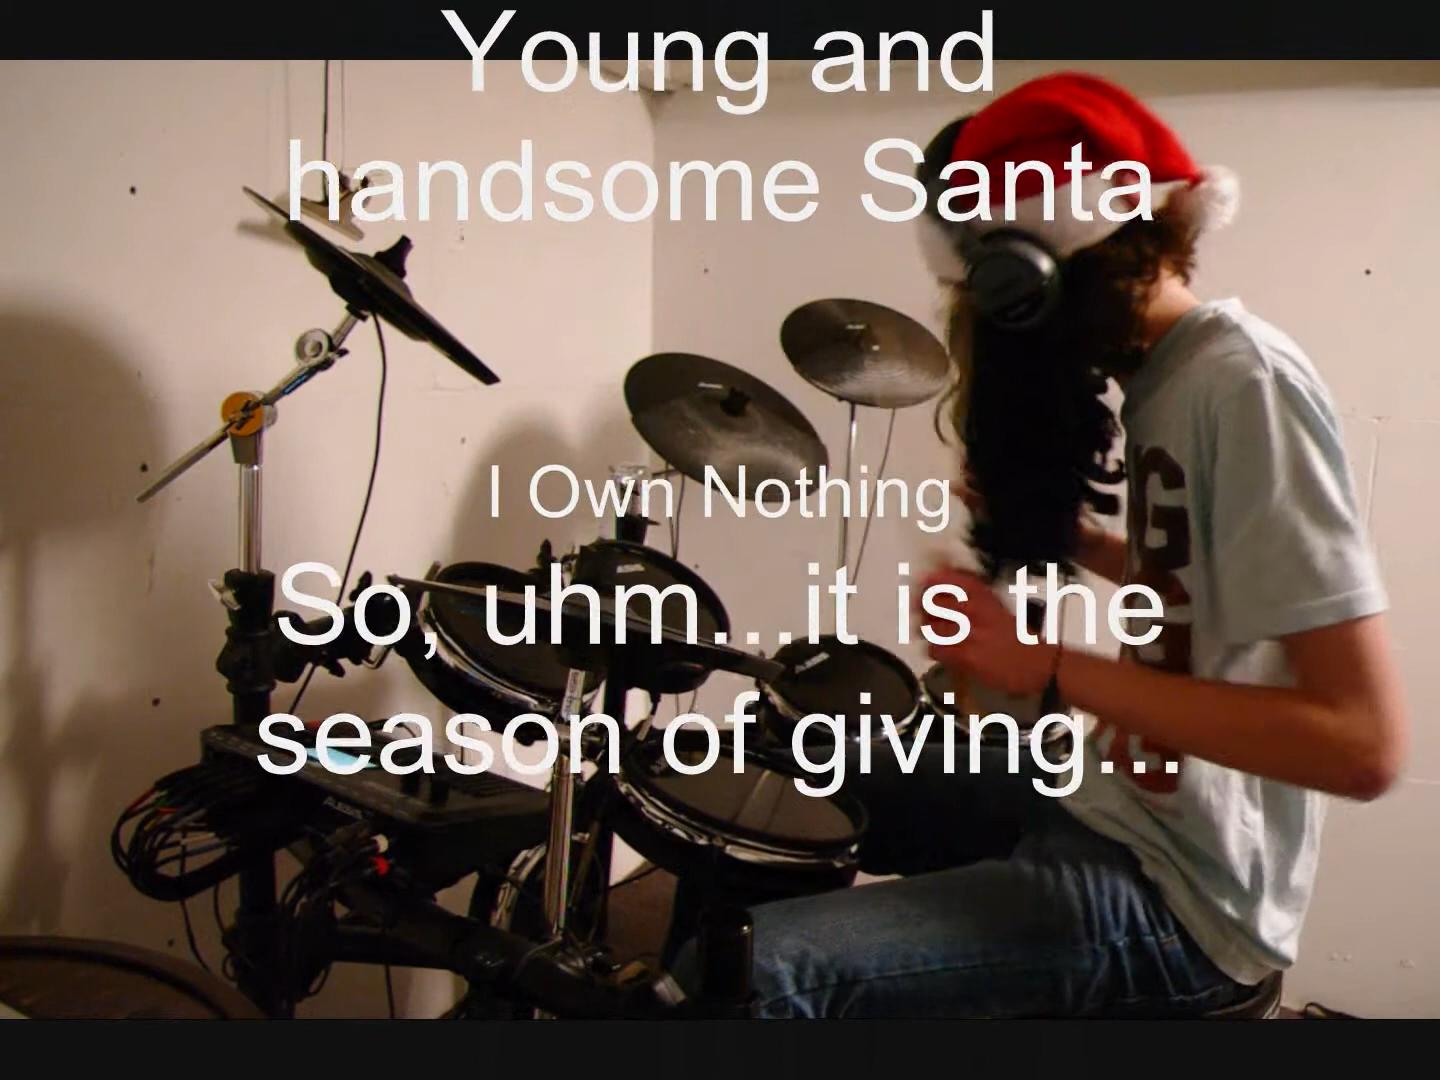 Young and
handsome Santa
I Own Nothing
So, uhm...it is the
season of giving...